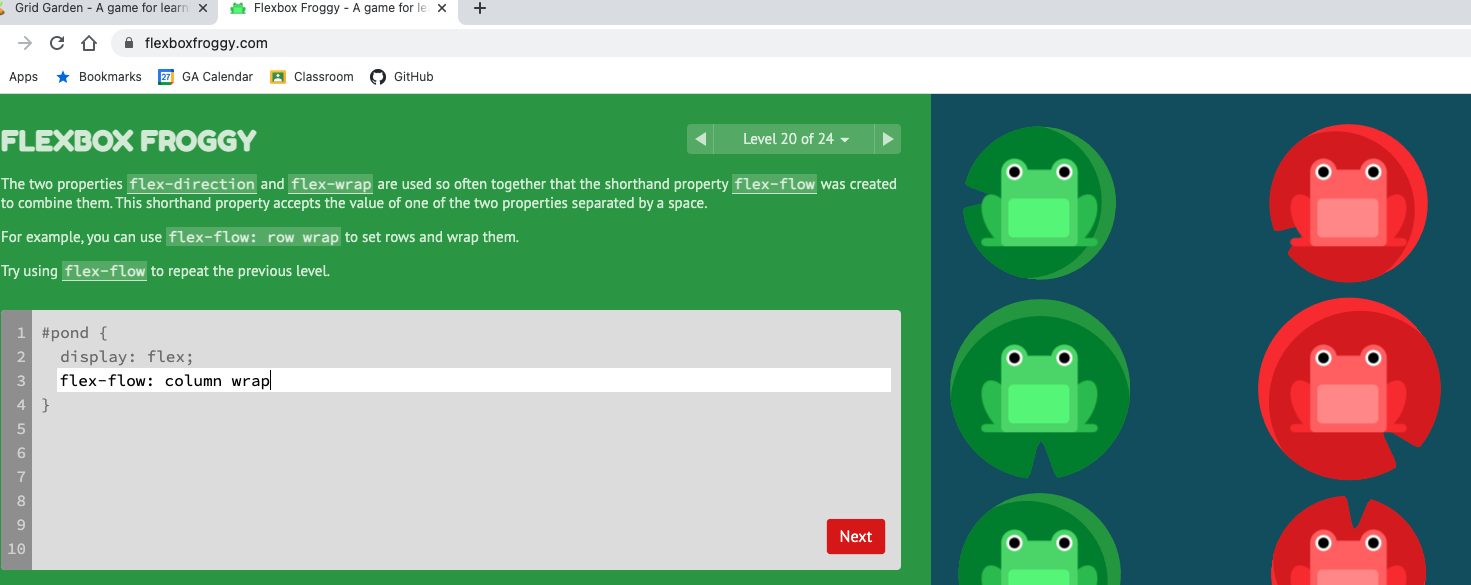 Grid Garden - A game for learn
Flexbox Froggy - A game for le
flexboxfroggy.com
Apps Bookmarks 27 GA Calendar Classroom GitHub
FLEXBOX FROGGY
Level 20 of 24
The two properties flex-direction and flex-wrap are used so often together that the shorthand property flex-flow was created
to combine them. This shorthand property accepts the value of one of the two properties separated by a space.
For example, you can use flex-flow: row wrap to set rows and wrap them.
Try using flex-flow to repeat the previous level.
1 #pond {
2 display: flex;
3 flex-flow: column wrap
4 }
5
6
7
8
9
10
Next